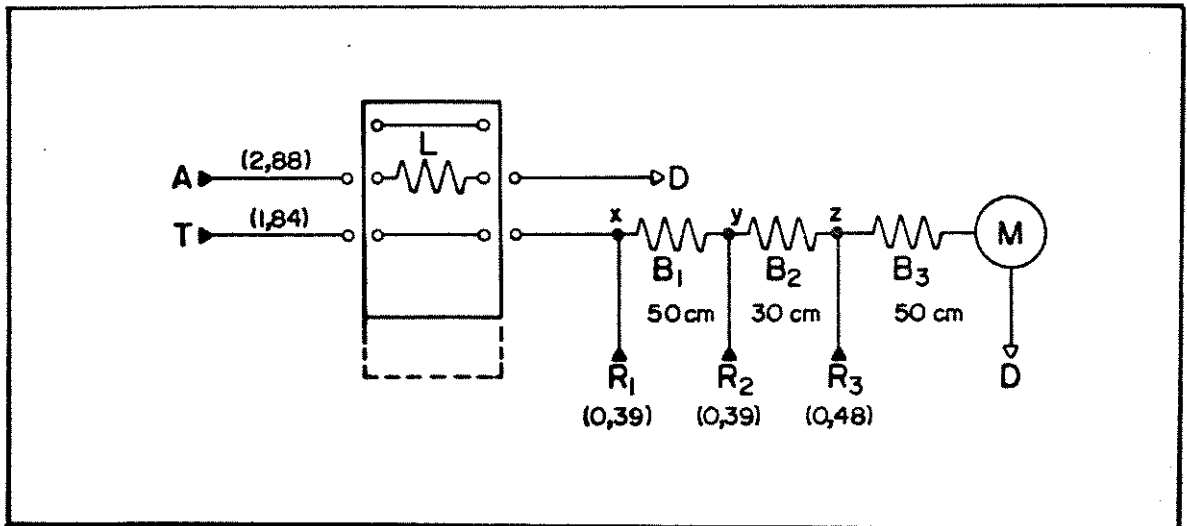 L
A (2,88) D
T (1,84) x y z M
B₁ B₂ B₃
50 cm 30 cm 50 cm
R₁ R₂ R₃ D
(0,39) (0,39) (0,48)